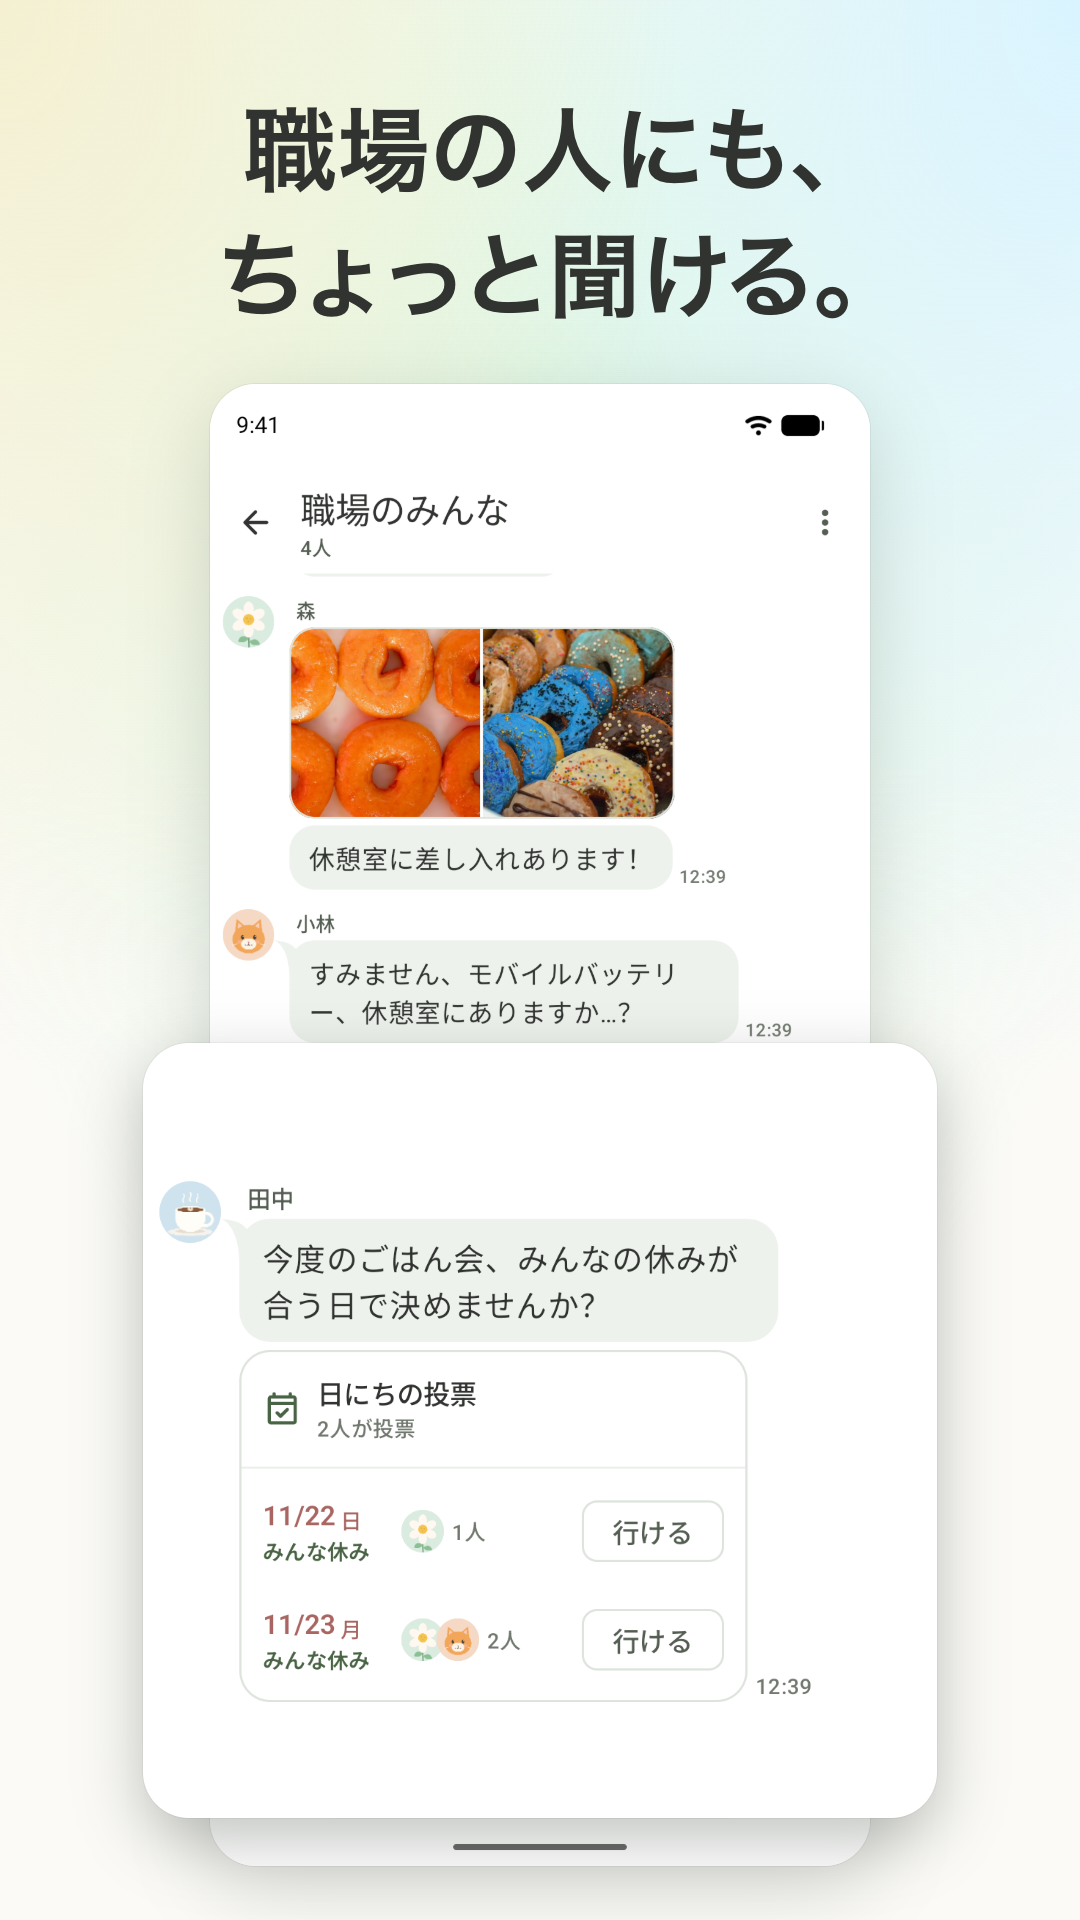 職場の人にも、
ちょっと聞ける。
9:41
職場のみんな
4人
森
休憩室に差し入れあります！
12:39
小林
すみません、モバイルバッテリ
ー、休憩室にありますか…？
12:39
田中
今度のごはん会、みんなの休みが
合う日で決めませんか？
日にちの投票
2人が投票
11/22 日
みんな休み
1人
行ける
11/23 月
みんな休み
2人
行ける
12:39